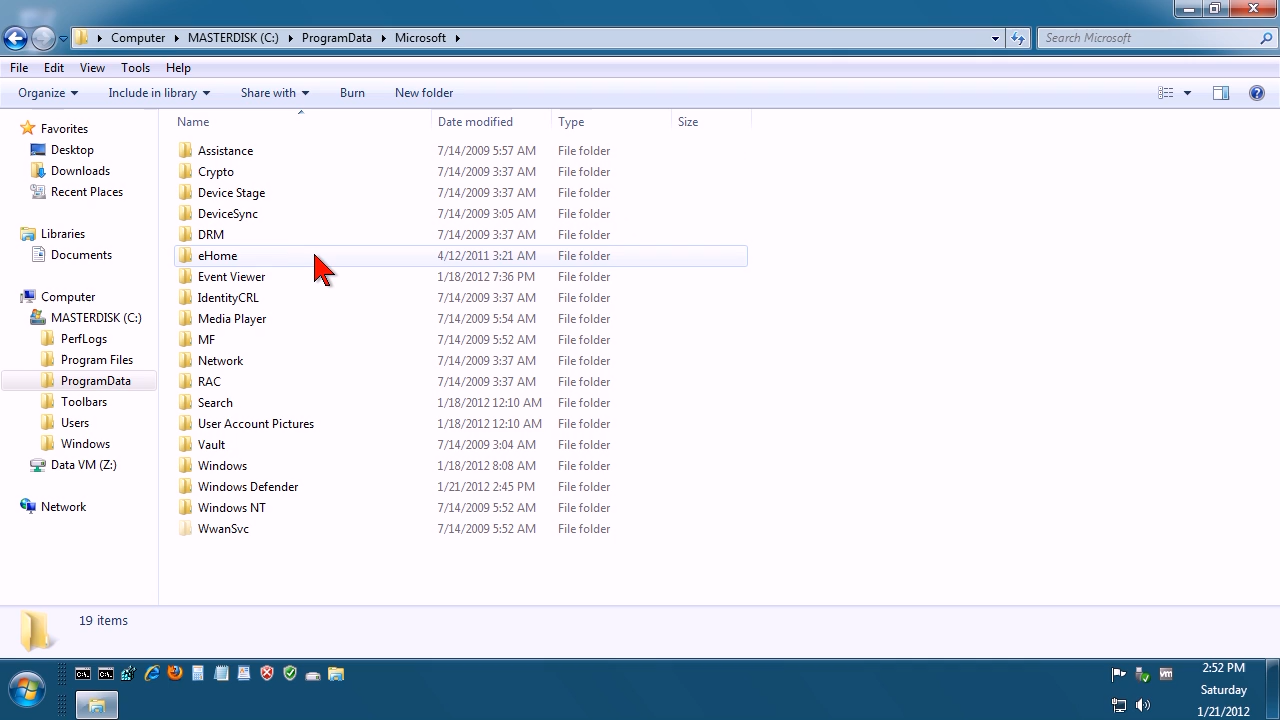 Computer MASTERDISK (C:) ProgramData Microsoft Search Microsoft
File Edit View Tools Help
Organize Include in library Share with Burn New folder
Name Date modified Type Size
Favorites
Desktop
Downloads
Recent Places
Libraries
Documents
Computer
MASTERDISK (C:)
PerfLogs
Program Files
ProgramData
Toolbars
Users
Windows
Data VM (Z:)
Network
Assistance 7/14/2009 5:57 AM File folder
Crypto 7/14/2009 3:37 AM File folder
Device Stage 7/14/2009 3:37 AM File folder
DeviceSync 7/14/2009 3:05 AM File folder
DRM 7/14/2009 3:37 AM File folder
eHome 4/12/2011 3:21 AM File folder
Event Viewer 1/18/2012 7:36 PM File folder
IdentityCRL 7/14/2009 3:37 AM File folder
Media Player 7/14/2009 5:54 AM File folder
MF 7/14/2009 5:52 AM File folder
Network 7/14/2009 3:37 AM File folder
RAC 7/14/2009 3:37 AM File folder
Search 1/18/2012 12:10 AM File folder
User Account Pictures 1/18/2012 12:10 AM File folder
Vault 7/14/2009 3:04 AM File folder
Windows 1/18/2012 8:08 AM File folder
Windows Defender 1/21/2012 2:45 PM File folder
Windows NT 7/14/2009 5:52 AM File folder
WwanSvc 7/14/2009 5:52 AM File folder
19 items
2:52 PM
Saturday
1/21/2012